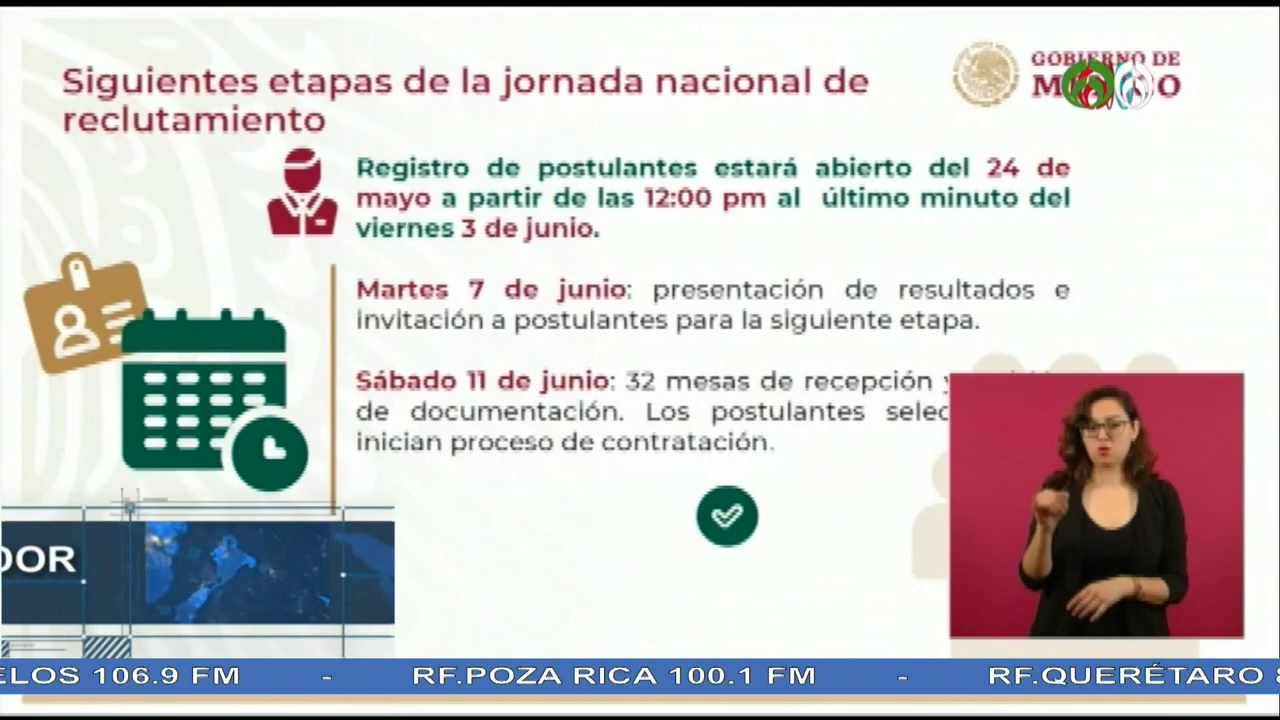 Siguientes etapas de la jornada nacional de
reclutamiento
GOBIERNO DE
Registro de postulantes estará abierto del 24 de
mayo a partir de las 12:00 pm al último minuto del
viernes 3 de junio.
Martes 7 de junio: presentación de resultados e
invitación a postulantes para la siguiente etapa.
Sábado 11 de junio: 32 mesas de recepción y
de documentación. Los postulantes selec
inician proceso de contratación.
DOR
ELOS 106.9 FM - RF.POZA RICA 100.1 FM - RF.QUERÉTARO